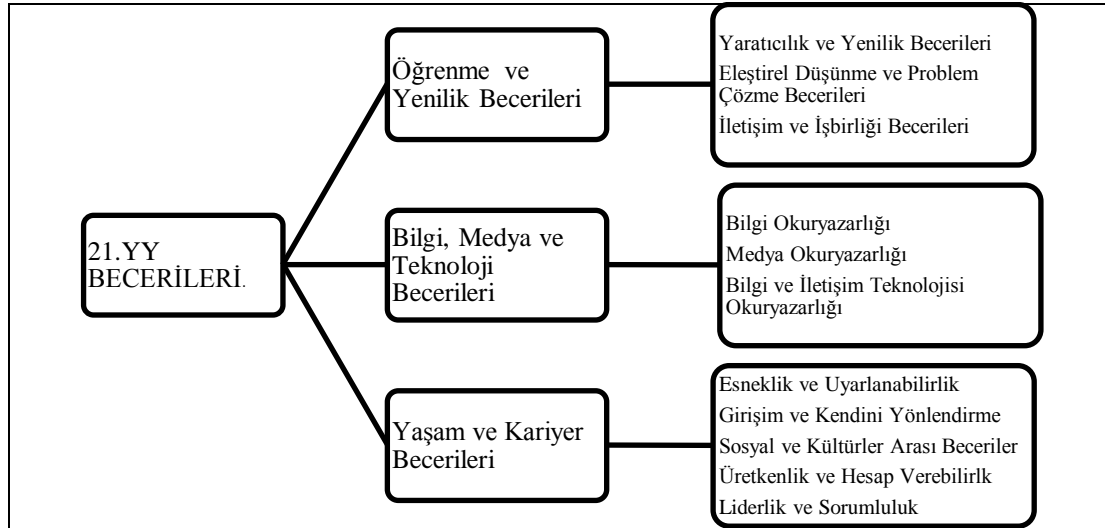 21.YY
BECERİLERİ.
Öğrenme ve
Yenilik Becerileri
Yaratıcılık ve Yenilik Becerileri
Eleştirel Düşünme ve Problem
Çözme Becerileri
İletişim ve İşbirliği Becerileri
Bilgi, Medya ve
Teknoloji
Becerileri
Bilgi Okuryazarlığı
Medya Okuryazarlığı
Bilgi ve İletişim Teknolojisi
Okuryazarlığı
Yaşam ve Kariyer
Becerileri
Esneklik ve Uyarlanabilirlik
Girişim ve Kendini Yönlendirme
Sosyal ve Kültürler Arası Beceriler
Üretkenlik ve Hesap Verebilirlk
Liderlik ve Sorumluluk